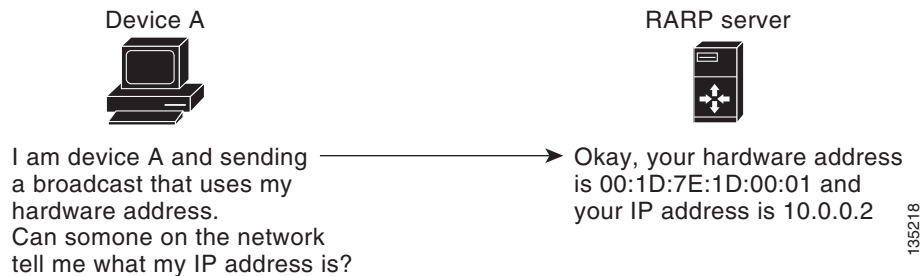 Device A
RARP server
I am device A and sending
a broadcast that uses my
hardware address.
Can somone on the network
tell me what my IP address is?
Okay, your hardware address
is 00:1D:7E:1D:00:01 and
your IP address is 10.0.0.2
135218